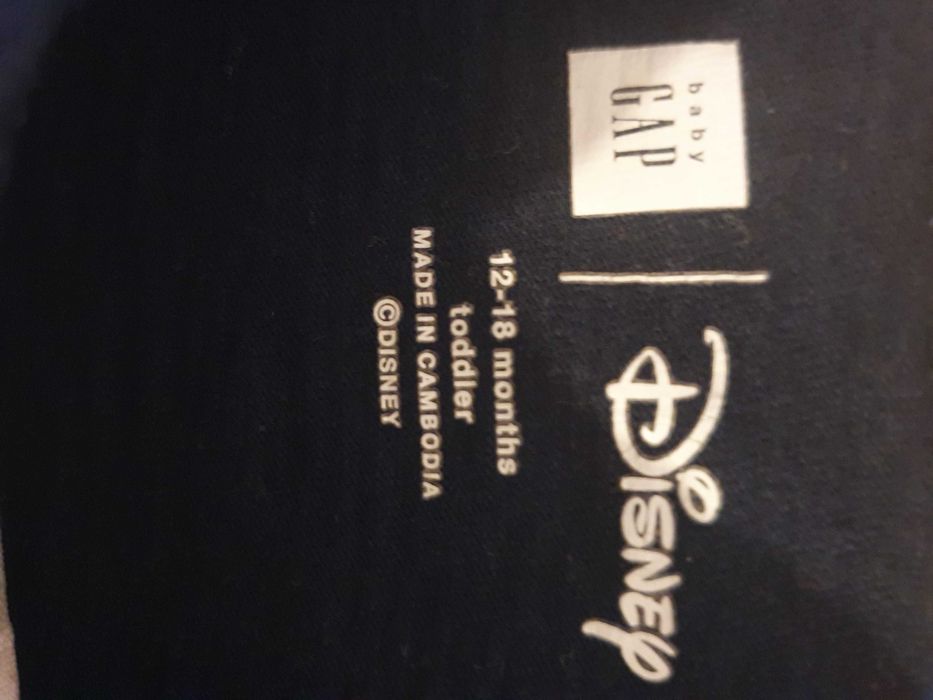 baby
GAP
Disney
12-18 months
toddler
MADE IN CAMBODIA
©DISNEY